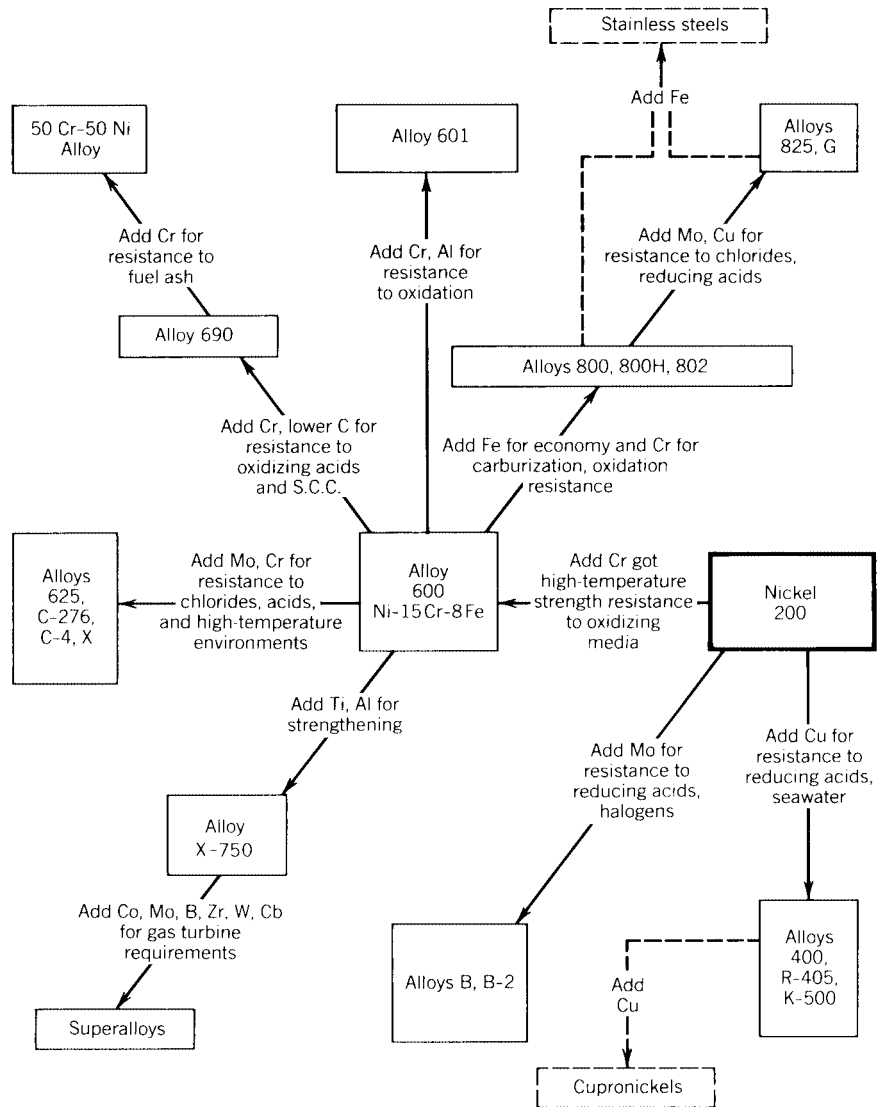 Stainless steels
Add Fe
50 Cr-50 Ni
Alloy
Alloy 601
Alloys
825, G
Add Cr for
resistance to
fuel ash
Add Cr, Al for
resistance
to oxidation
Add Mo, Cu for
resistance to chlorides,
reducing acids
Alloy 690
Alloys 800, 800H, 802
Add Cr, lower C for
resistance to
oxidizing acids
and S.C.C.
Add Fe for economy and Cr for
carburization, oxidation
resistance
Alloys
625,
C-276,
C-4, X
Add Mo, Cr for
resistance to
chlorides, acids,
and high-temperature
environments
Alloy
600
Ni-15Cr-8Fe
Add Cr got
high-temperature
strength resistance
to oxidizing
media
Nickel
200
Add Ti, Al for
strengthening
Add Mo for
resistance to
reducing acids,
halogens
Add Cu for
resistance to
reducing acids,
seawater
Alloy
X-750
Add Co, Mo, B, Zr, W, Cb
for gas turbine
requirements
Superalloys
Alloys B, B-2
Alloys
400,
R-405,
K-500
Add
Cu
Cupronickels